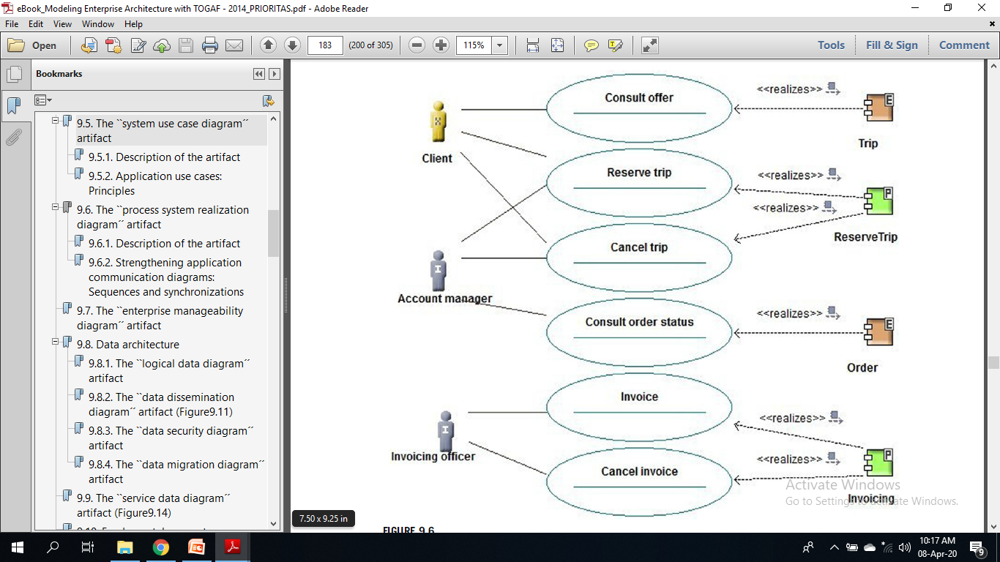 eBook_Modeling Enterprise Architecture with TOGAF - 2014_PRIORITAS.pdf - Adobe Reader
File Edit View Window Help
Open 183 (200 of 305) 115% Tools Fill & Sign Comment
Bookmarks
9.5. The ``system use case diagram´´
artifact
9.5.1. Description of the artifact
9.5.2. Application use cases:
Principles
9.6. The ``process system realization
diagram´´ artifact
9.6.1. Description of the artifact
9.6.2. Strengthening application
communication diagrams:
Sequences and synchronizations
9.7. The ``enterprise manageability
diagram´´ artifact
9.8. Data architecture
9.8.1. The ``logical data diagram´´
artifact
9.8.2. The ``data dissemination
diagram´´ artifact (Figure9.11)
9.8.3. The ``data security diagram´´
artifact
9.8.4. The ``data migration diagram´´
artifact
9.9. The ``service data diagram´´
artifact (Figure9.14)
Consult offer
<<realizes>>
E
Trip
Client
Reserve trip
<<realizes>>
P
<<realizes>>
ReserveTrip
Cancel trip
I
Account manager
Consult order status
<<realizes>>
E
Order
Invoice
<<realizes>>
I
Invoicing officer
Cancel invoice
<<realizes>>
P
Invoicing
Activate Windows
Go to Settings to activate Windows.
7.50 x 9.25 in
FIGURE 9.6
10:17 AM
08-Apr-20
9